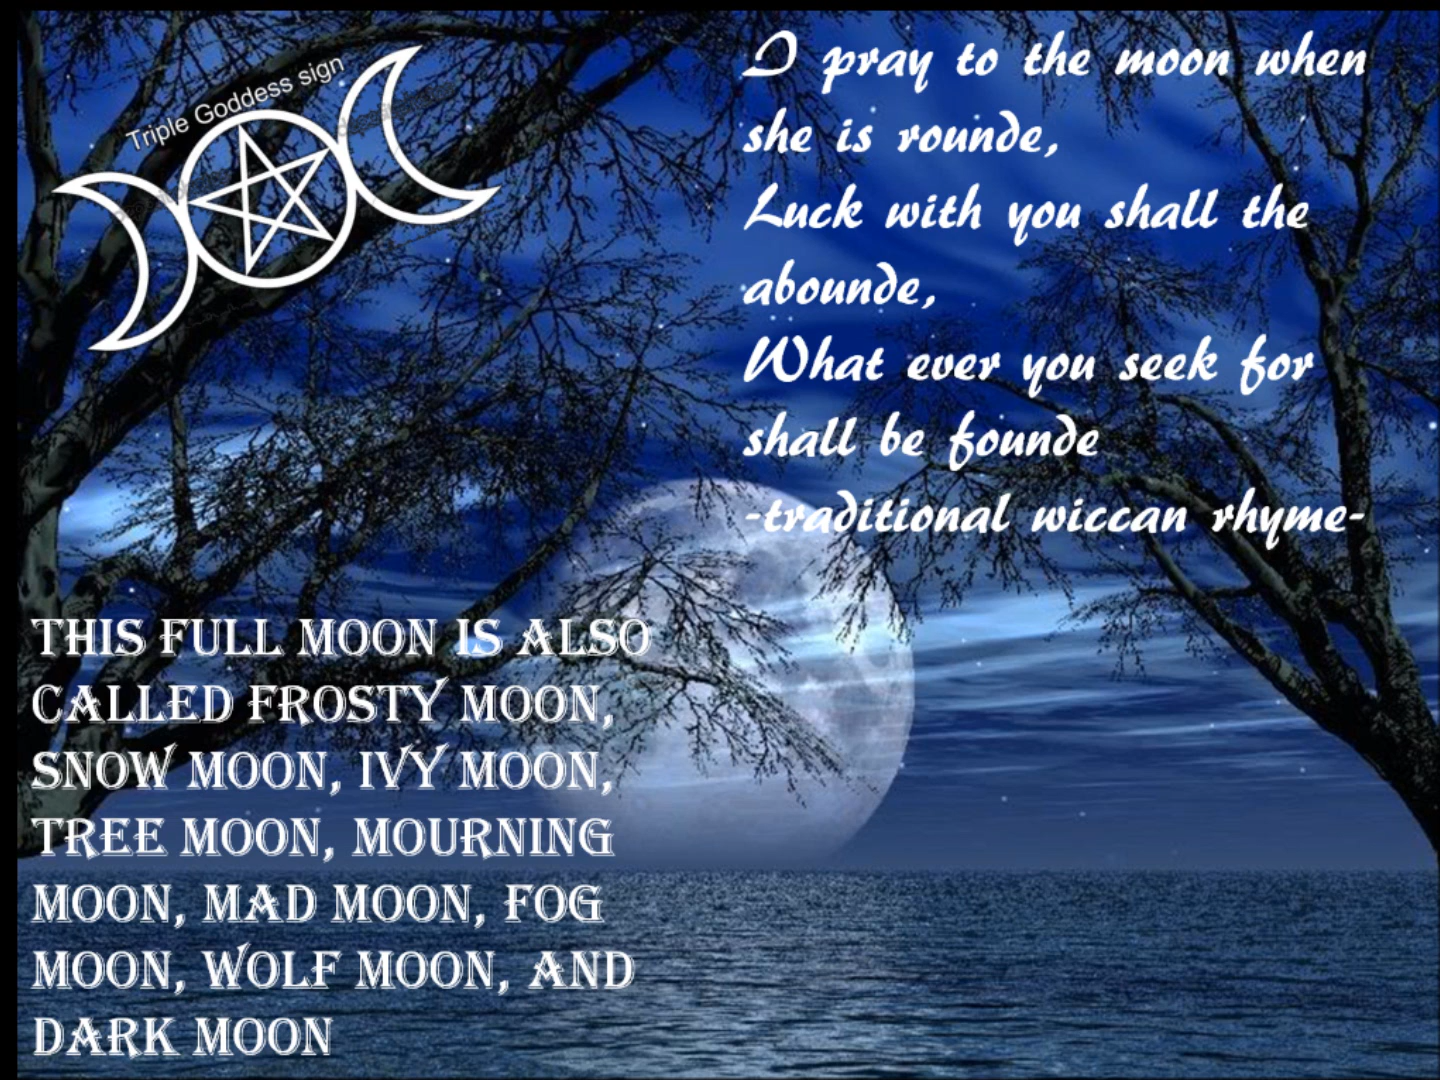 Triple Goddess sign
I pray to the moon when
she is rounde,
Luck with you shall the
abounde,
What ever you seek for
shall be founde
-traditional wiccan rhyme-
THIS FULL MOON IS ALSO
CALLED FROSTY MOON,
SNOW MOON, IVY MOON,
TREE MOON, MOURNING
MOON, MAD MOON, FOG
MOON, WOLF MOON, AND
DARK MOON